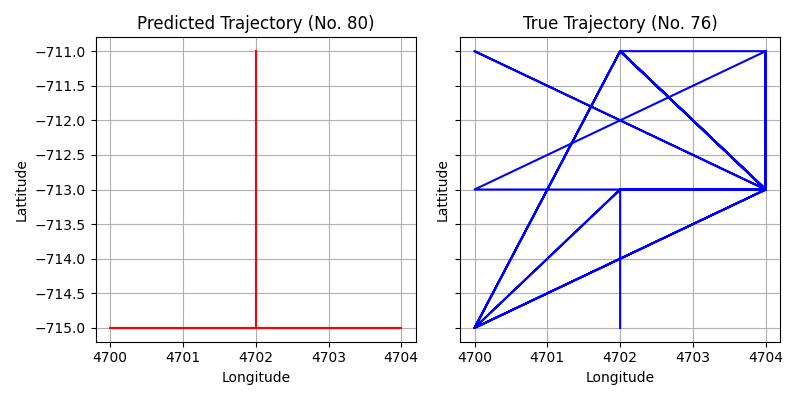 Predicted Trajectory (No. 80)
True Trajectory (No. 76)
−711.0
−711.5
−712.0
−712.5
−713.0
−713.5
−714.0
−714.5
−715.0
Lattitude
Lattitude
4700 4701 4702 4703 4704
4700 4701 4702 4703 4704
Longitude
Longitude